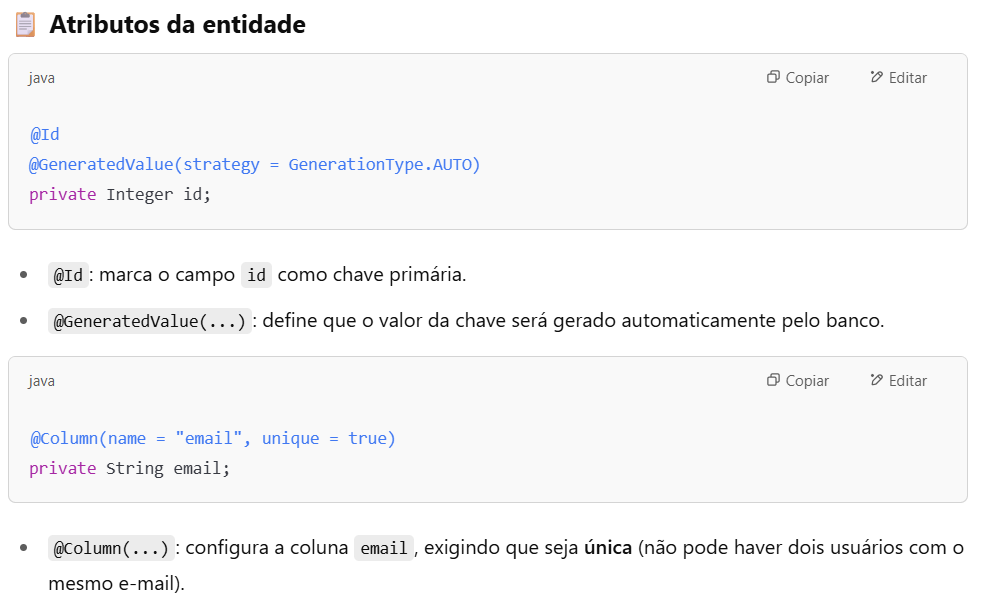 📋 Atributos da entidade
java
Copiar
Editar
@Id
@GeneratedValue(strategy = GenerationType.AUTO)
private Integer id;
@Id: marca o campo id como chave primária.
@GeneratedValue(...): define que o valor da chave será gerado automaticamente pelo banco.
java
Copiar
Editar
@Column(name = "email", unique = true)
private String email;
@Column(...): configura a coluna email, exigindo que seja única (não pode haver dois usuários com o
mesmo e-mail).